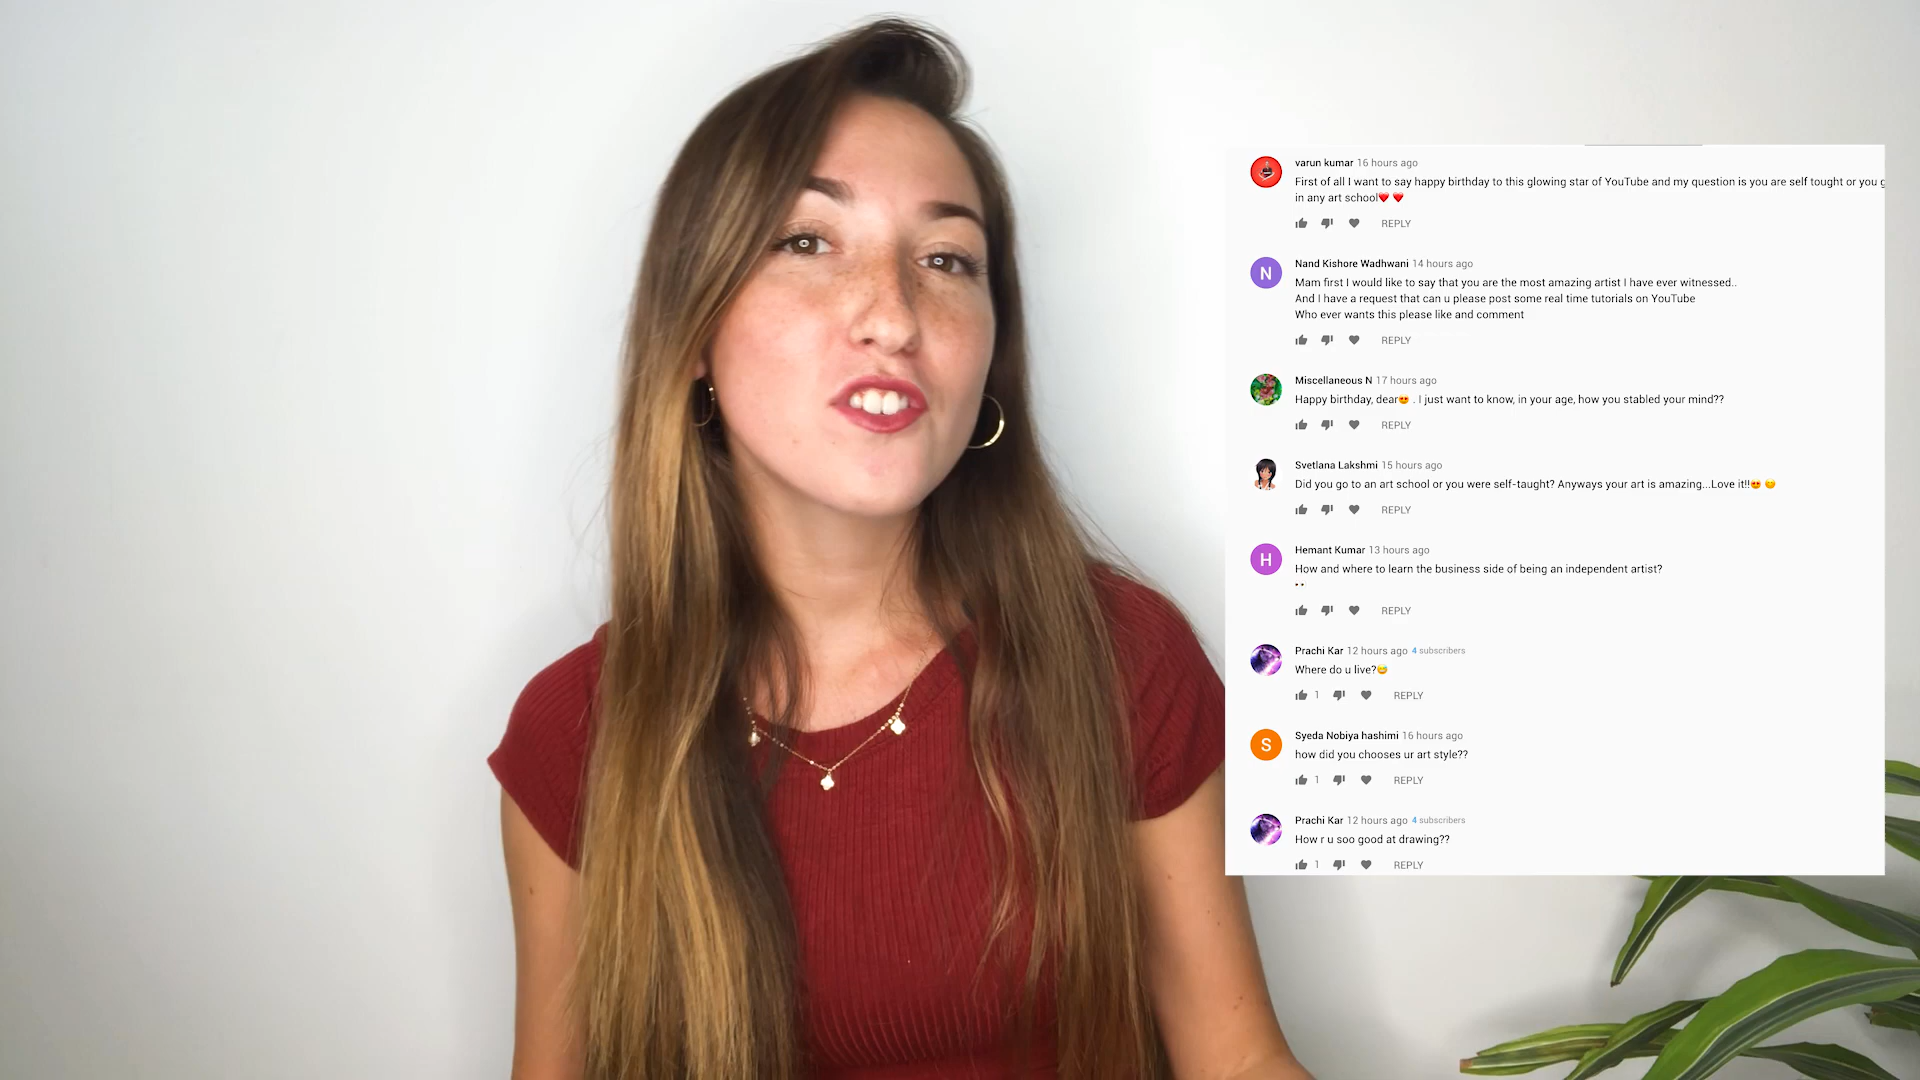 varun kumar 16 hours ago
First of all I want to say happy birthday to this glowing star of YouTube and my question is you are self tought or you
in any art school❤️ ❤️
REPLY
N
Nand Kishore Wadhwani 14 hours ago
Mam first I would like to say that you are the most amazing artist I have ever witnessed..
And I have a request that can u please post some real time tutorials on YouTube
Who ever wants this please like and comment
REPLY
Miscellaneous N 17 hours ago
Happy birthday, dear😍 . I just want to know, in your age, how you stabled your mind??
REPLY
Svetlana Lakshmi 15 hours ago
Did you go to an art school or you were self-taught? Anyways your art is amazing...Love it!!😍 😊
REPLY
H
Hemant Kumar 13 hours ago
How and where to learn the business side of being an independent artist?
REPLY
Prachi Kar 12 hours ago 4 subscribers
Where do u live?😅
1 REPLY
S
Syeda Nobiya hashimi 16 hours ago
how did you chooses ur art style??
1 REPLY
Prachi Kar 12 hours ago 4 subscribers
How r u soo good at drawing??
1 REPLY